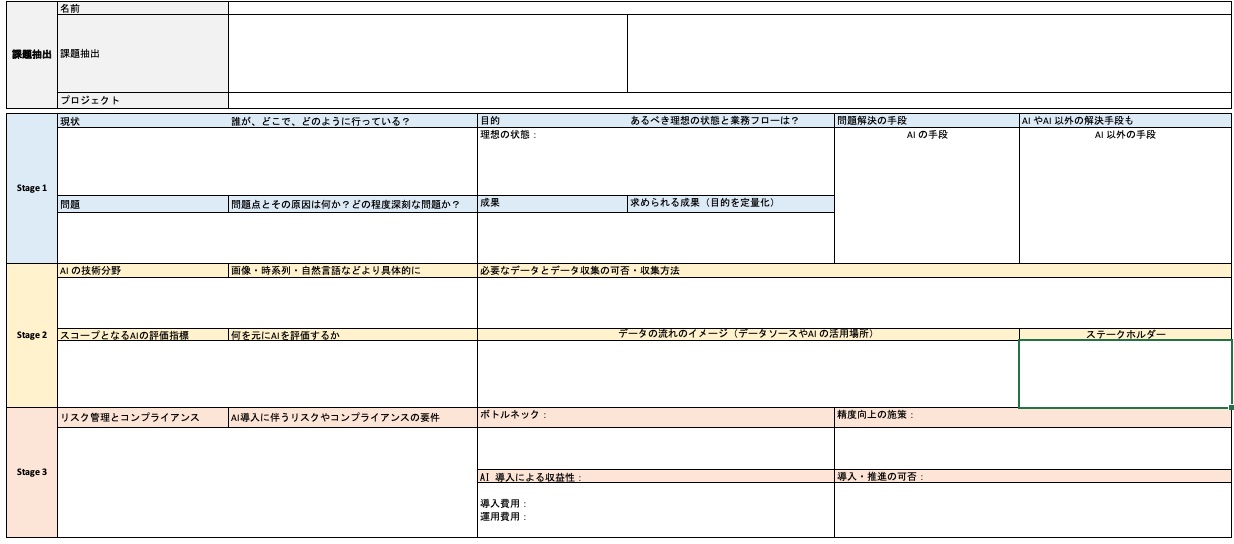 名前
課題抽出
課題抽出
プロジェクト
現状 誰が、どこで、どのように行っている？
目的 あるべき理想の状態と業務フローは？
問題解決の手段
AI やAI 以外の解決手段も
理想の状態：
AI の手段
AI 以外の手段
Stage 1
問題 問題点とその原因は何か？どの程度深刻な問題か？
成果 求められる成果（目的を定量化）
AI の技術分野 画像・時系列・自然言語などより具体的に
必要なデータとデータ収集の可否・収集方法
Stage 2
スコープとなるAIの評価指標 何を元にAIを評価するか
データの流れのイメージ（データソースやAI の活用場所）
ステークホルダー
リスク管理とコンプライアンス AI導入に伴うリスクやコンプライアンスの要件
ボトルネック：
精度向上の施策：
Stage 3
AI 導入による収益性：
導入・推進の可否：
導入費用：
運用費用：